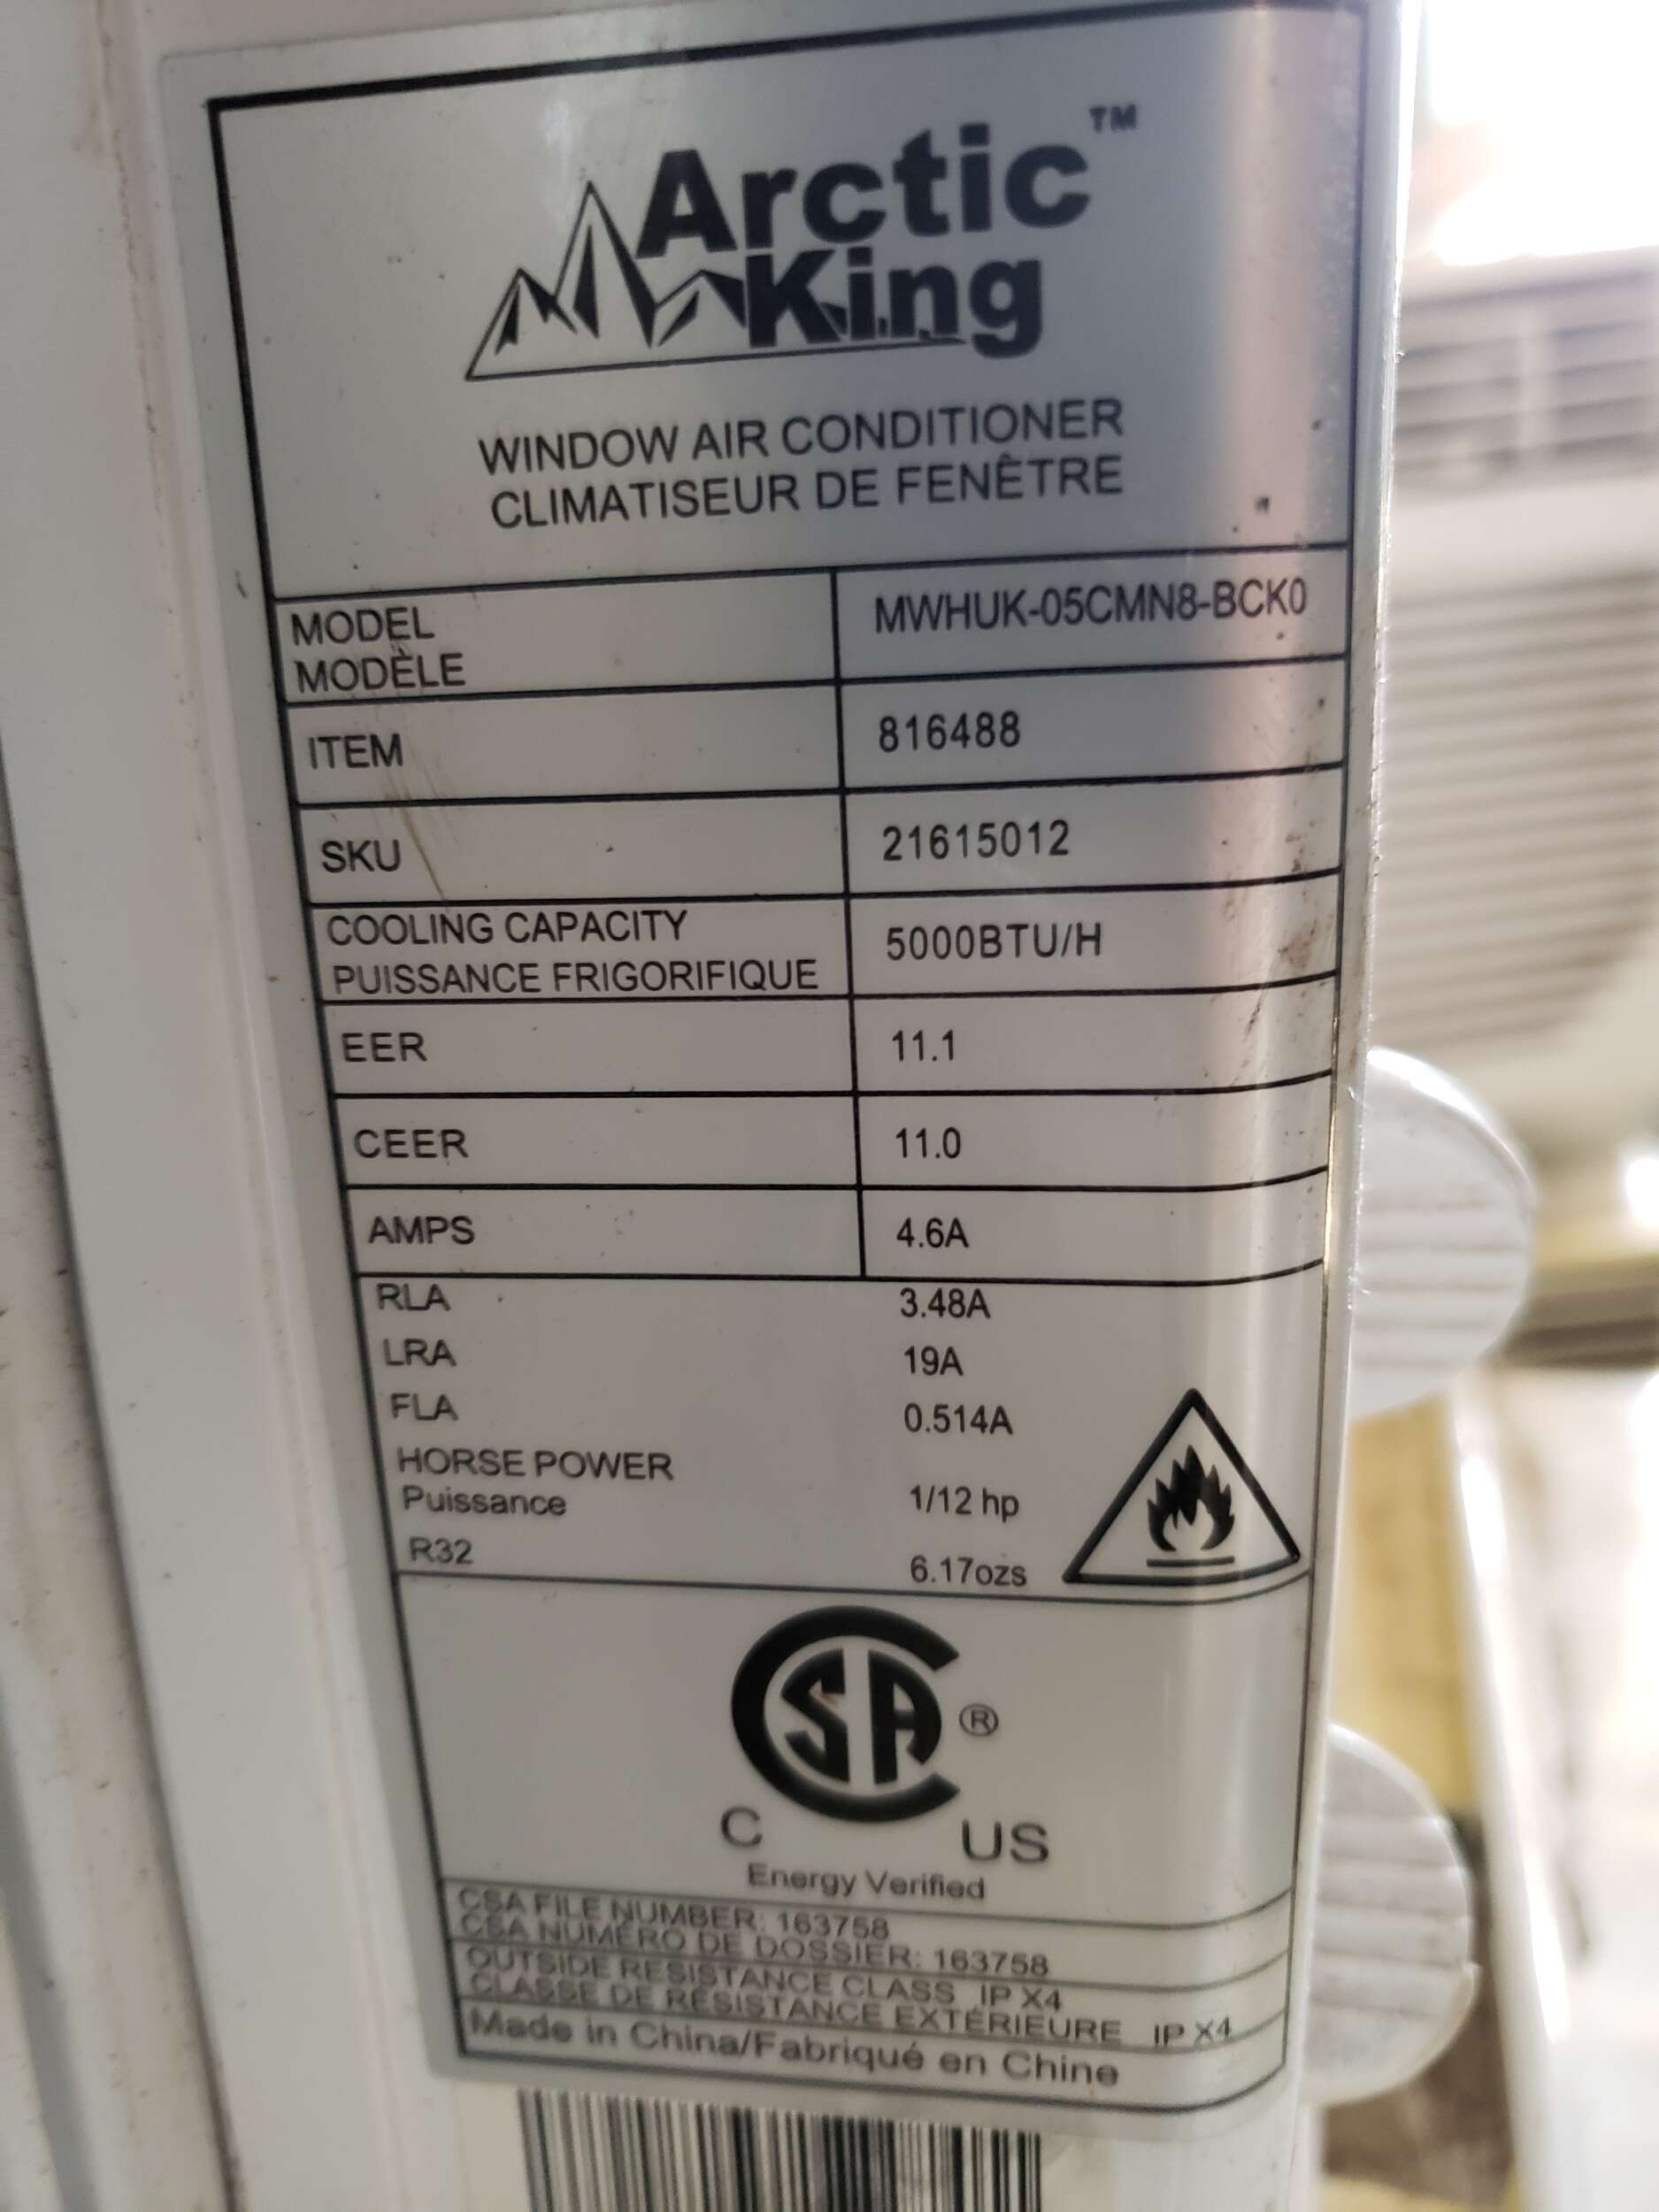 Arctic™
King
WINDOW AIR CONDITIONER
CLIMATISEUR DE FENÊTRE
MODEL
MODÈLE
MWHUK-05CMN8-BCK0
ITEM 816488
SKU 21615012
COOLING CAPACITY
PUISSANCE FRIGORIFIQUE
5000BTU/H
EER 11.1
CEER 11.0
AMPS 4.6A
RLA 3.48A
LRA 19A
FLA 0.514A
HORSE POWER
Puissance 1/12 hp
R32 6.17ozs
CSA ®
C US
Energy Verified
CSA FILE NUMBER: 163758
CSA NUMÉRO DE DOSSIER: 163758
OUTSIDE RESISTANCE CLASS IP X4
CLASSE DE RÉSISTANCE EXTÉRIEURE IP X4
Made in China/Fabriqué en Chine